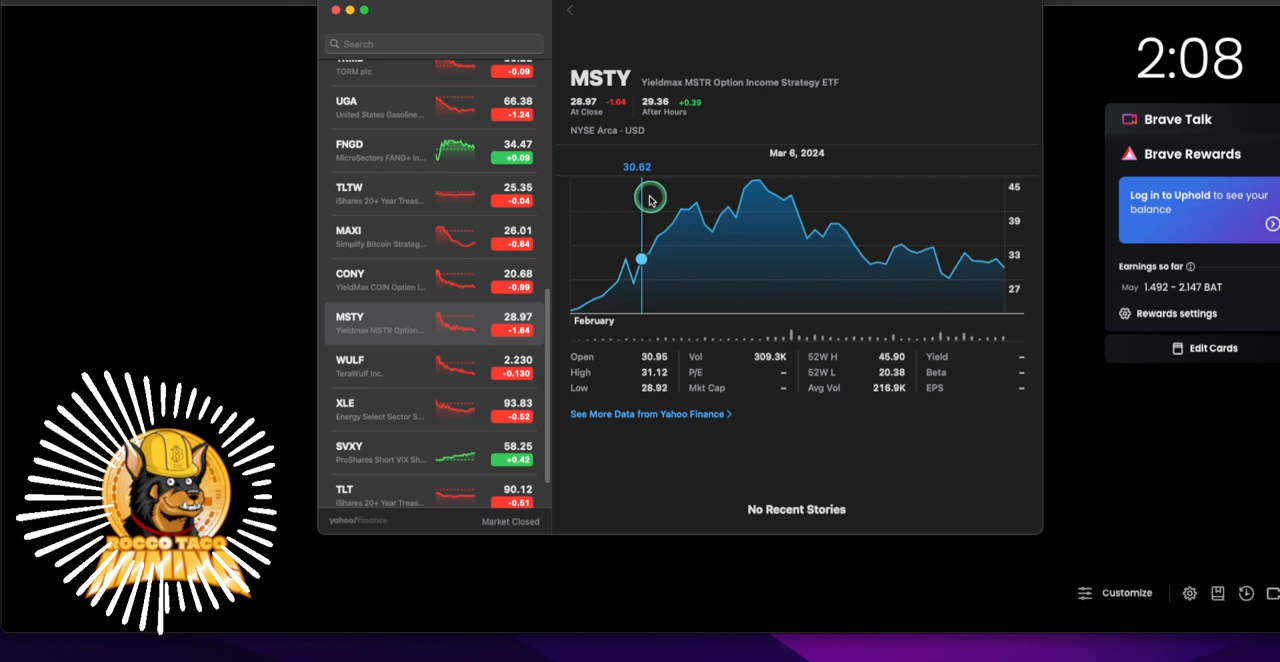 Search
TORM plc
-0.09
UGA
66.38
United States Gasoline...
-1.24
FNGD
34.47
MicroSectors FANG+ In...
+0.09
TLTW
25.35
iShares 20+ Year Treas...
-0.04
MAXI
26.01
Simplify Bitcoin Strateg...
-0.64
CONY
20.68
YieldMax COIN Option I...
-0.99
MSTY
28.97
Yieldmax MSTR Option...
-1.64
WULF
2.230
TeraWulf Inc.
-0.130
XLE
93.83
Energy Select Sector S...
-0.52
SVXY
58.25
ProShares Short VIX Sh...
+0.42
TLT
90.12
iShares 20+ Year Treas...
-0.51
yahoo/finance
Market Closed
MSTY Yieldmax MSTR Option Income Strategy ETF
28.97 -1.64 29.36 +0.39
At Close After Hours
NYSE Arca · USD
Mar 6, 2024
30.62
45
39
33
27
February
Open 30.95 Vol 309.3K 52W H 45.90 Yield –
High 31.12 P/E – 52W L 20.38 Beta –
Low 28.92 Mkt Cap – Avg Vol 216.9K EPS –
See More Data from Yahoo Finance
No Recent Stories
2:08
Brave Talk
Brave Rewards
Log in to Uphold to see your
balance
Earnings so far
May 1.492 - 2.147 BAT
Rewards settings
Edit Cards
Customize
ROCCO TACO
MINING